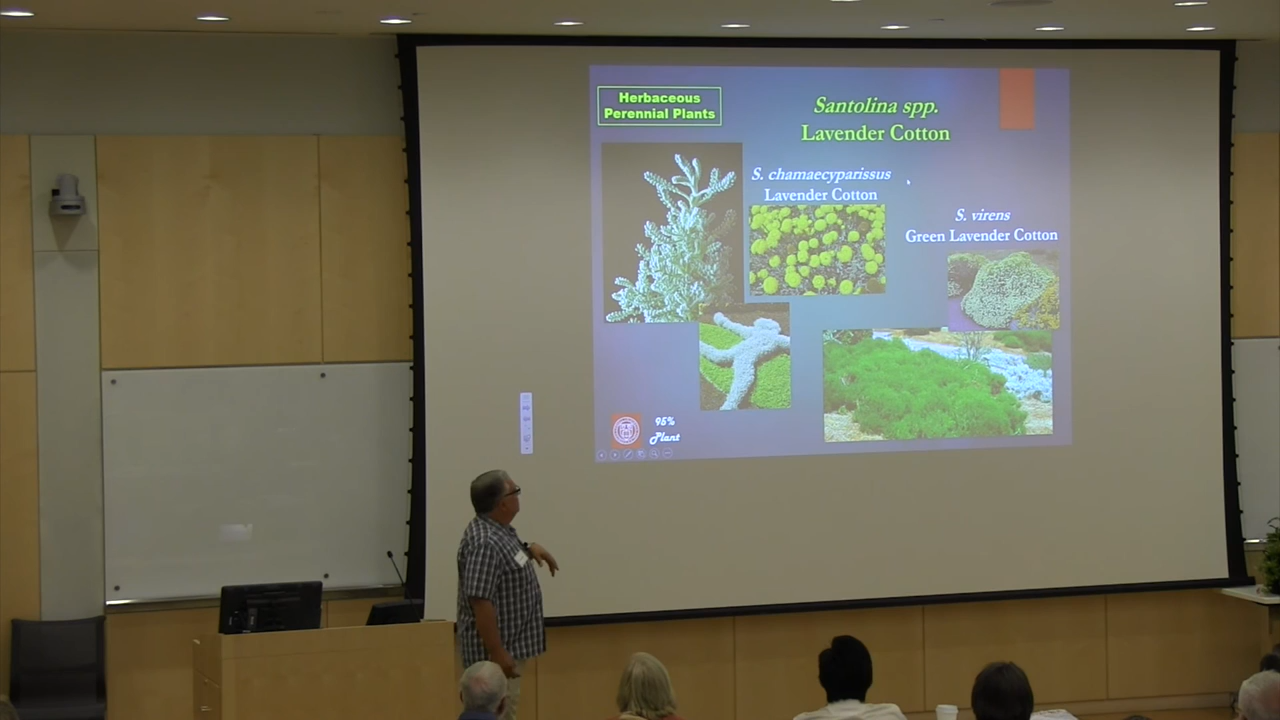 Herbaceous
Perennial Plants
Santolina spp.
Lavender Cotton
S. chamaecyparissus
Lavender Cotton
S. virens
Green Lavender Cotton
95%
Plant